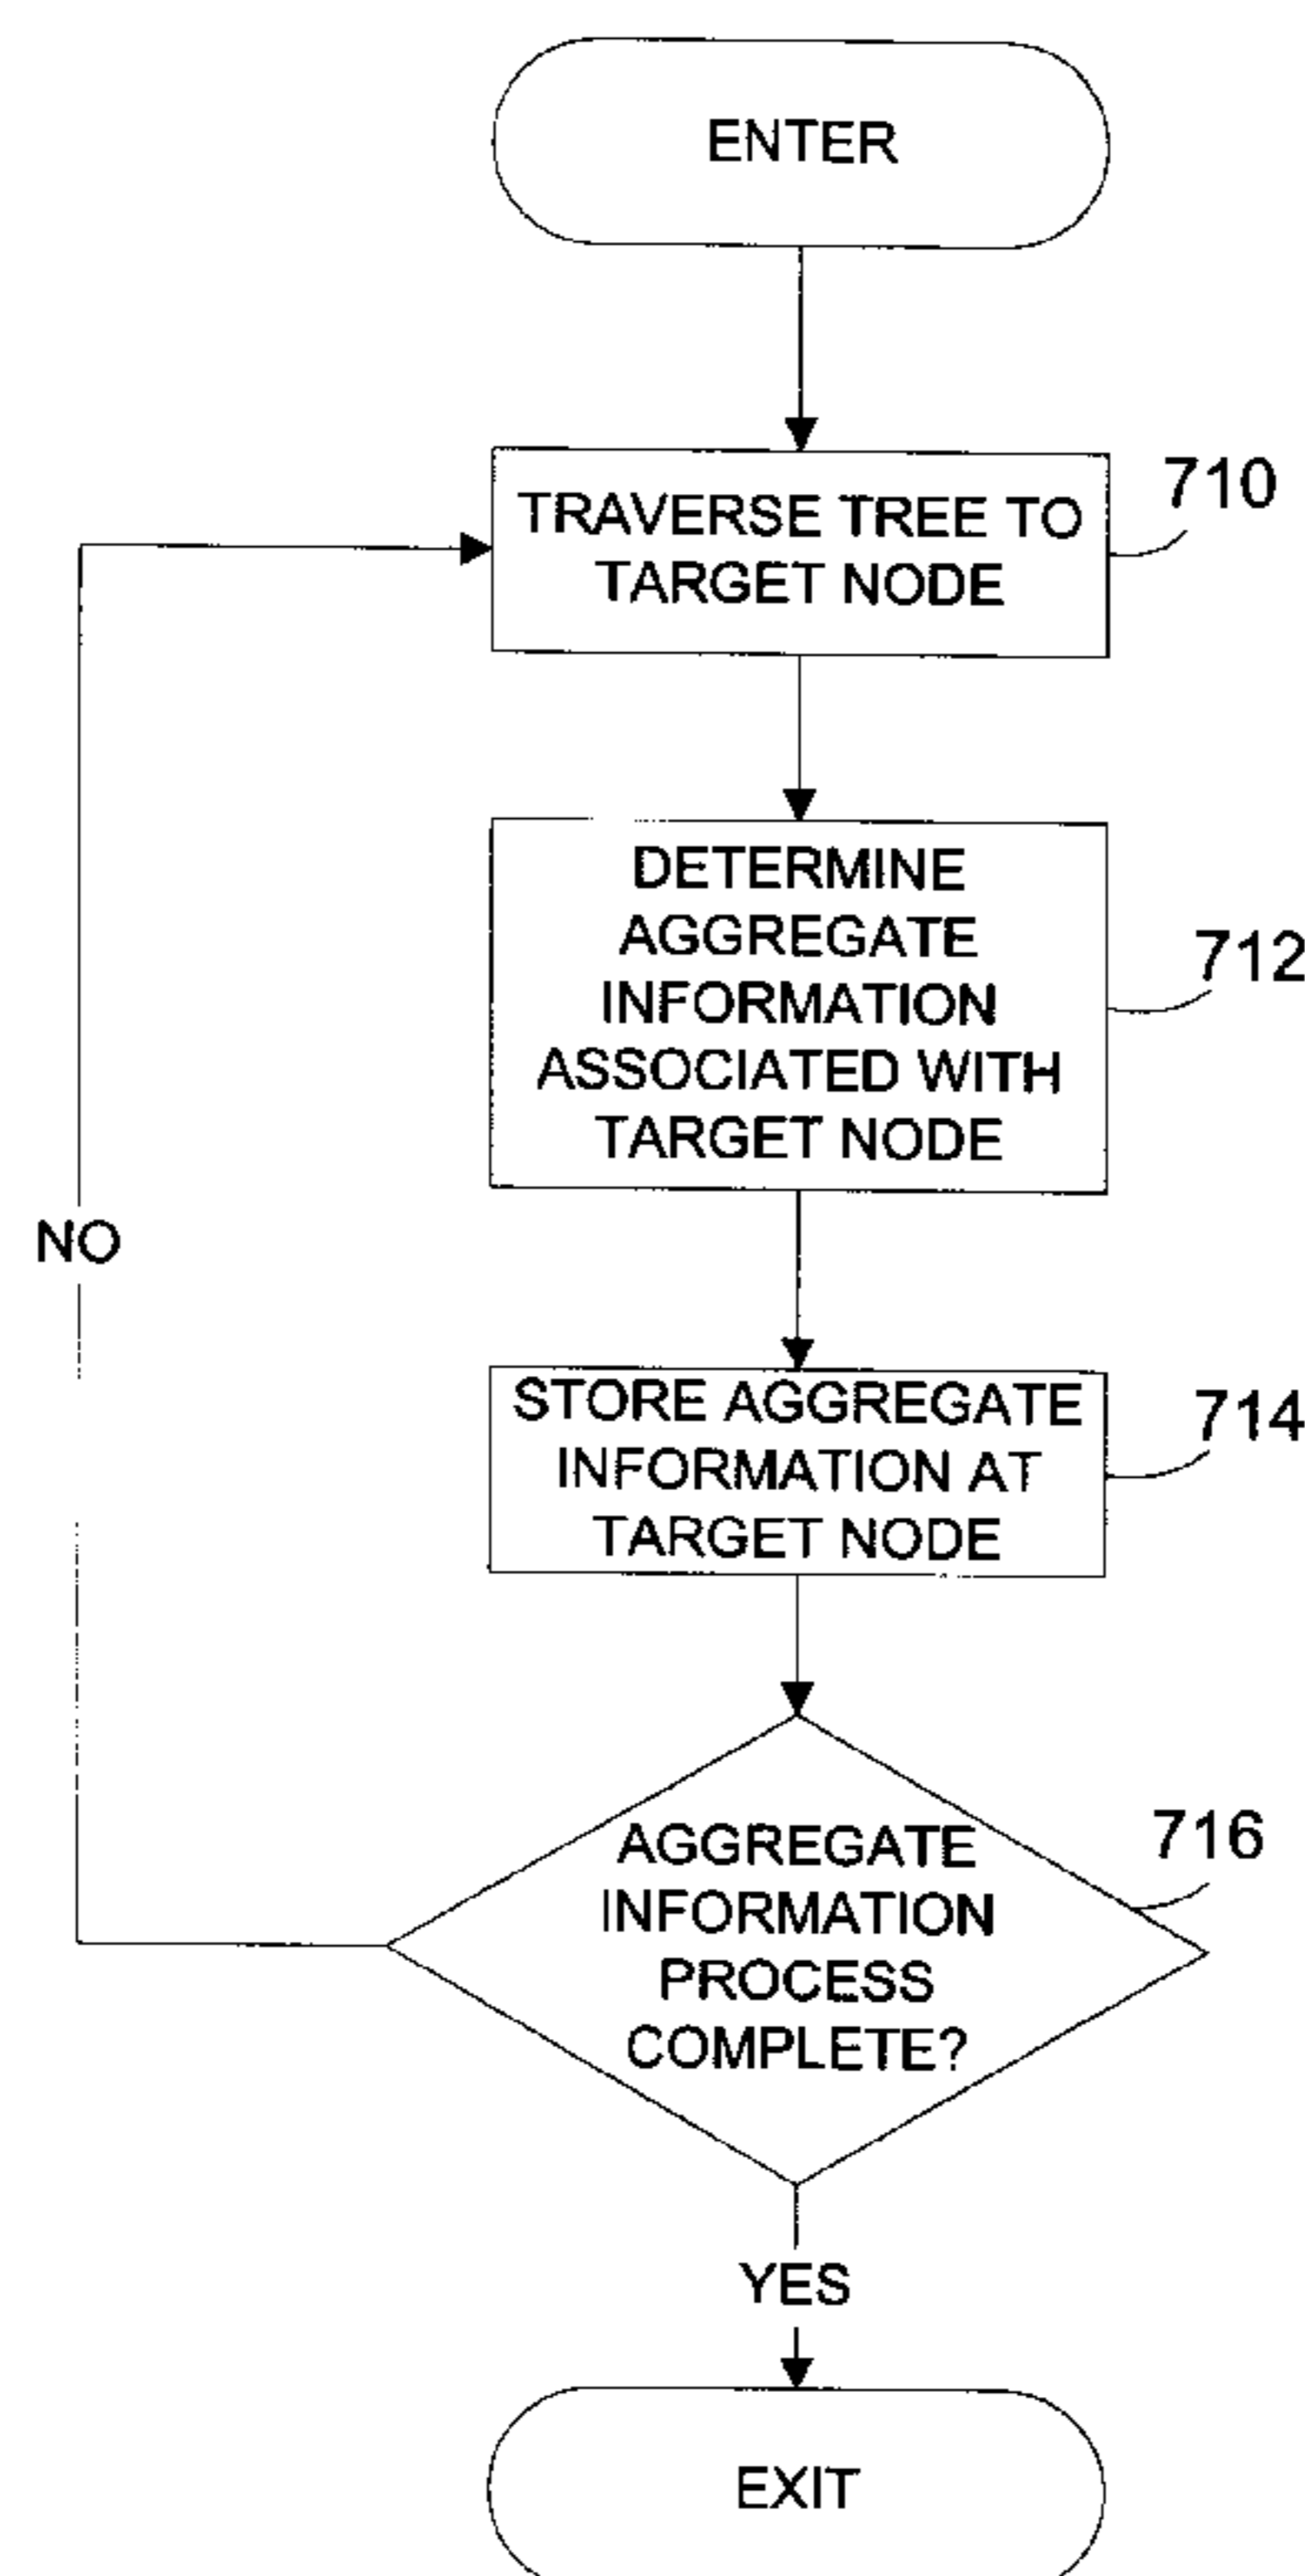 ENTER
TRAVERSE TREE TO
TARGET NODE
710
DETERMINE
AGGREGATE
INFORMATION
ASSOCIATED WITH
TARGET NODE
712
NO
STORE AGGREGATE
INFORMATION AT
TARGET NODE
714
AGGREGATE
INFORMATION
PROCESS
COMPLETE?
716
YES
EXIT